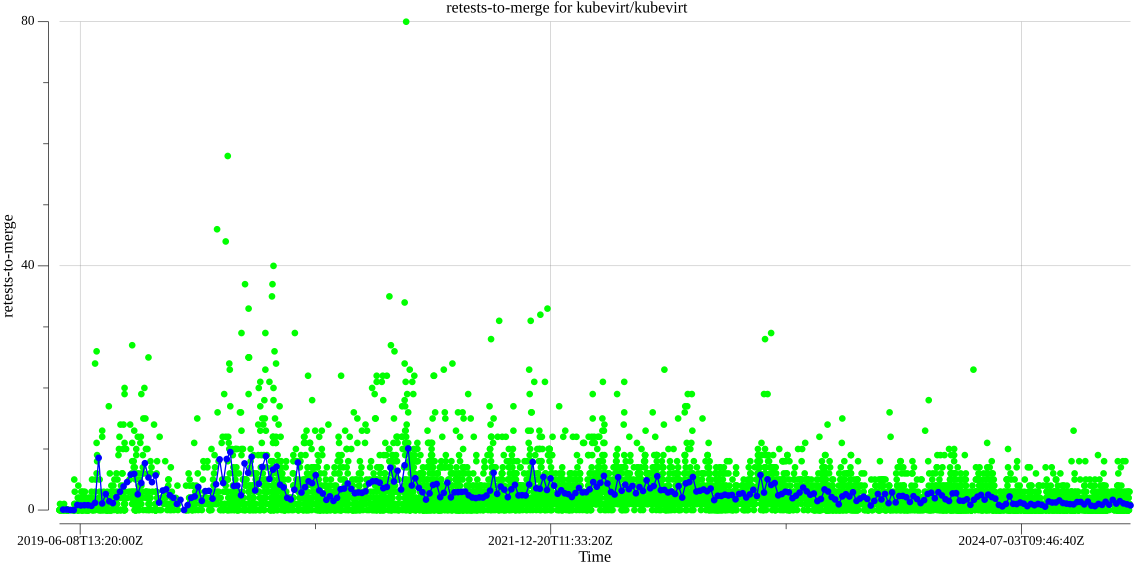 retests-to-merge for kubevirt/kubevirt
80
40
0
retests-to-merge
2019-06-08T13:20:00Z
2021-12-20T11:33:20Z
2024-07-03T09:46:40Z
Time